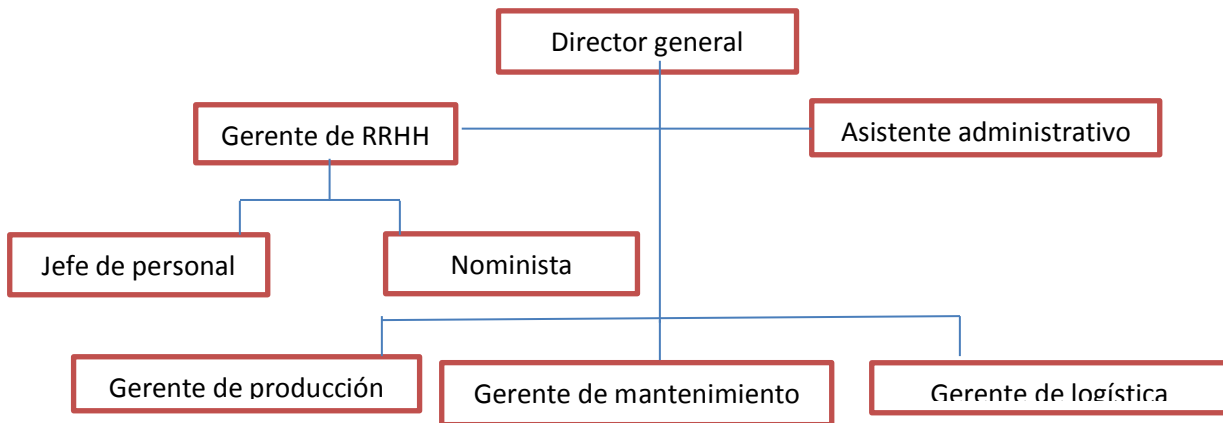 Director general
Gerente de RRHH
Asistente administrativo
Jefe de personal
Nominista
Gerente de producción
Gerente de mantenimiento
Gerente de logística